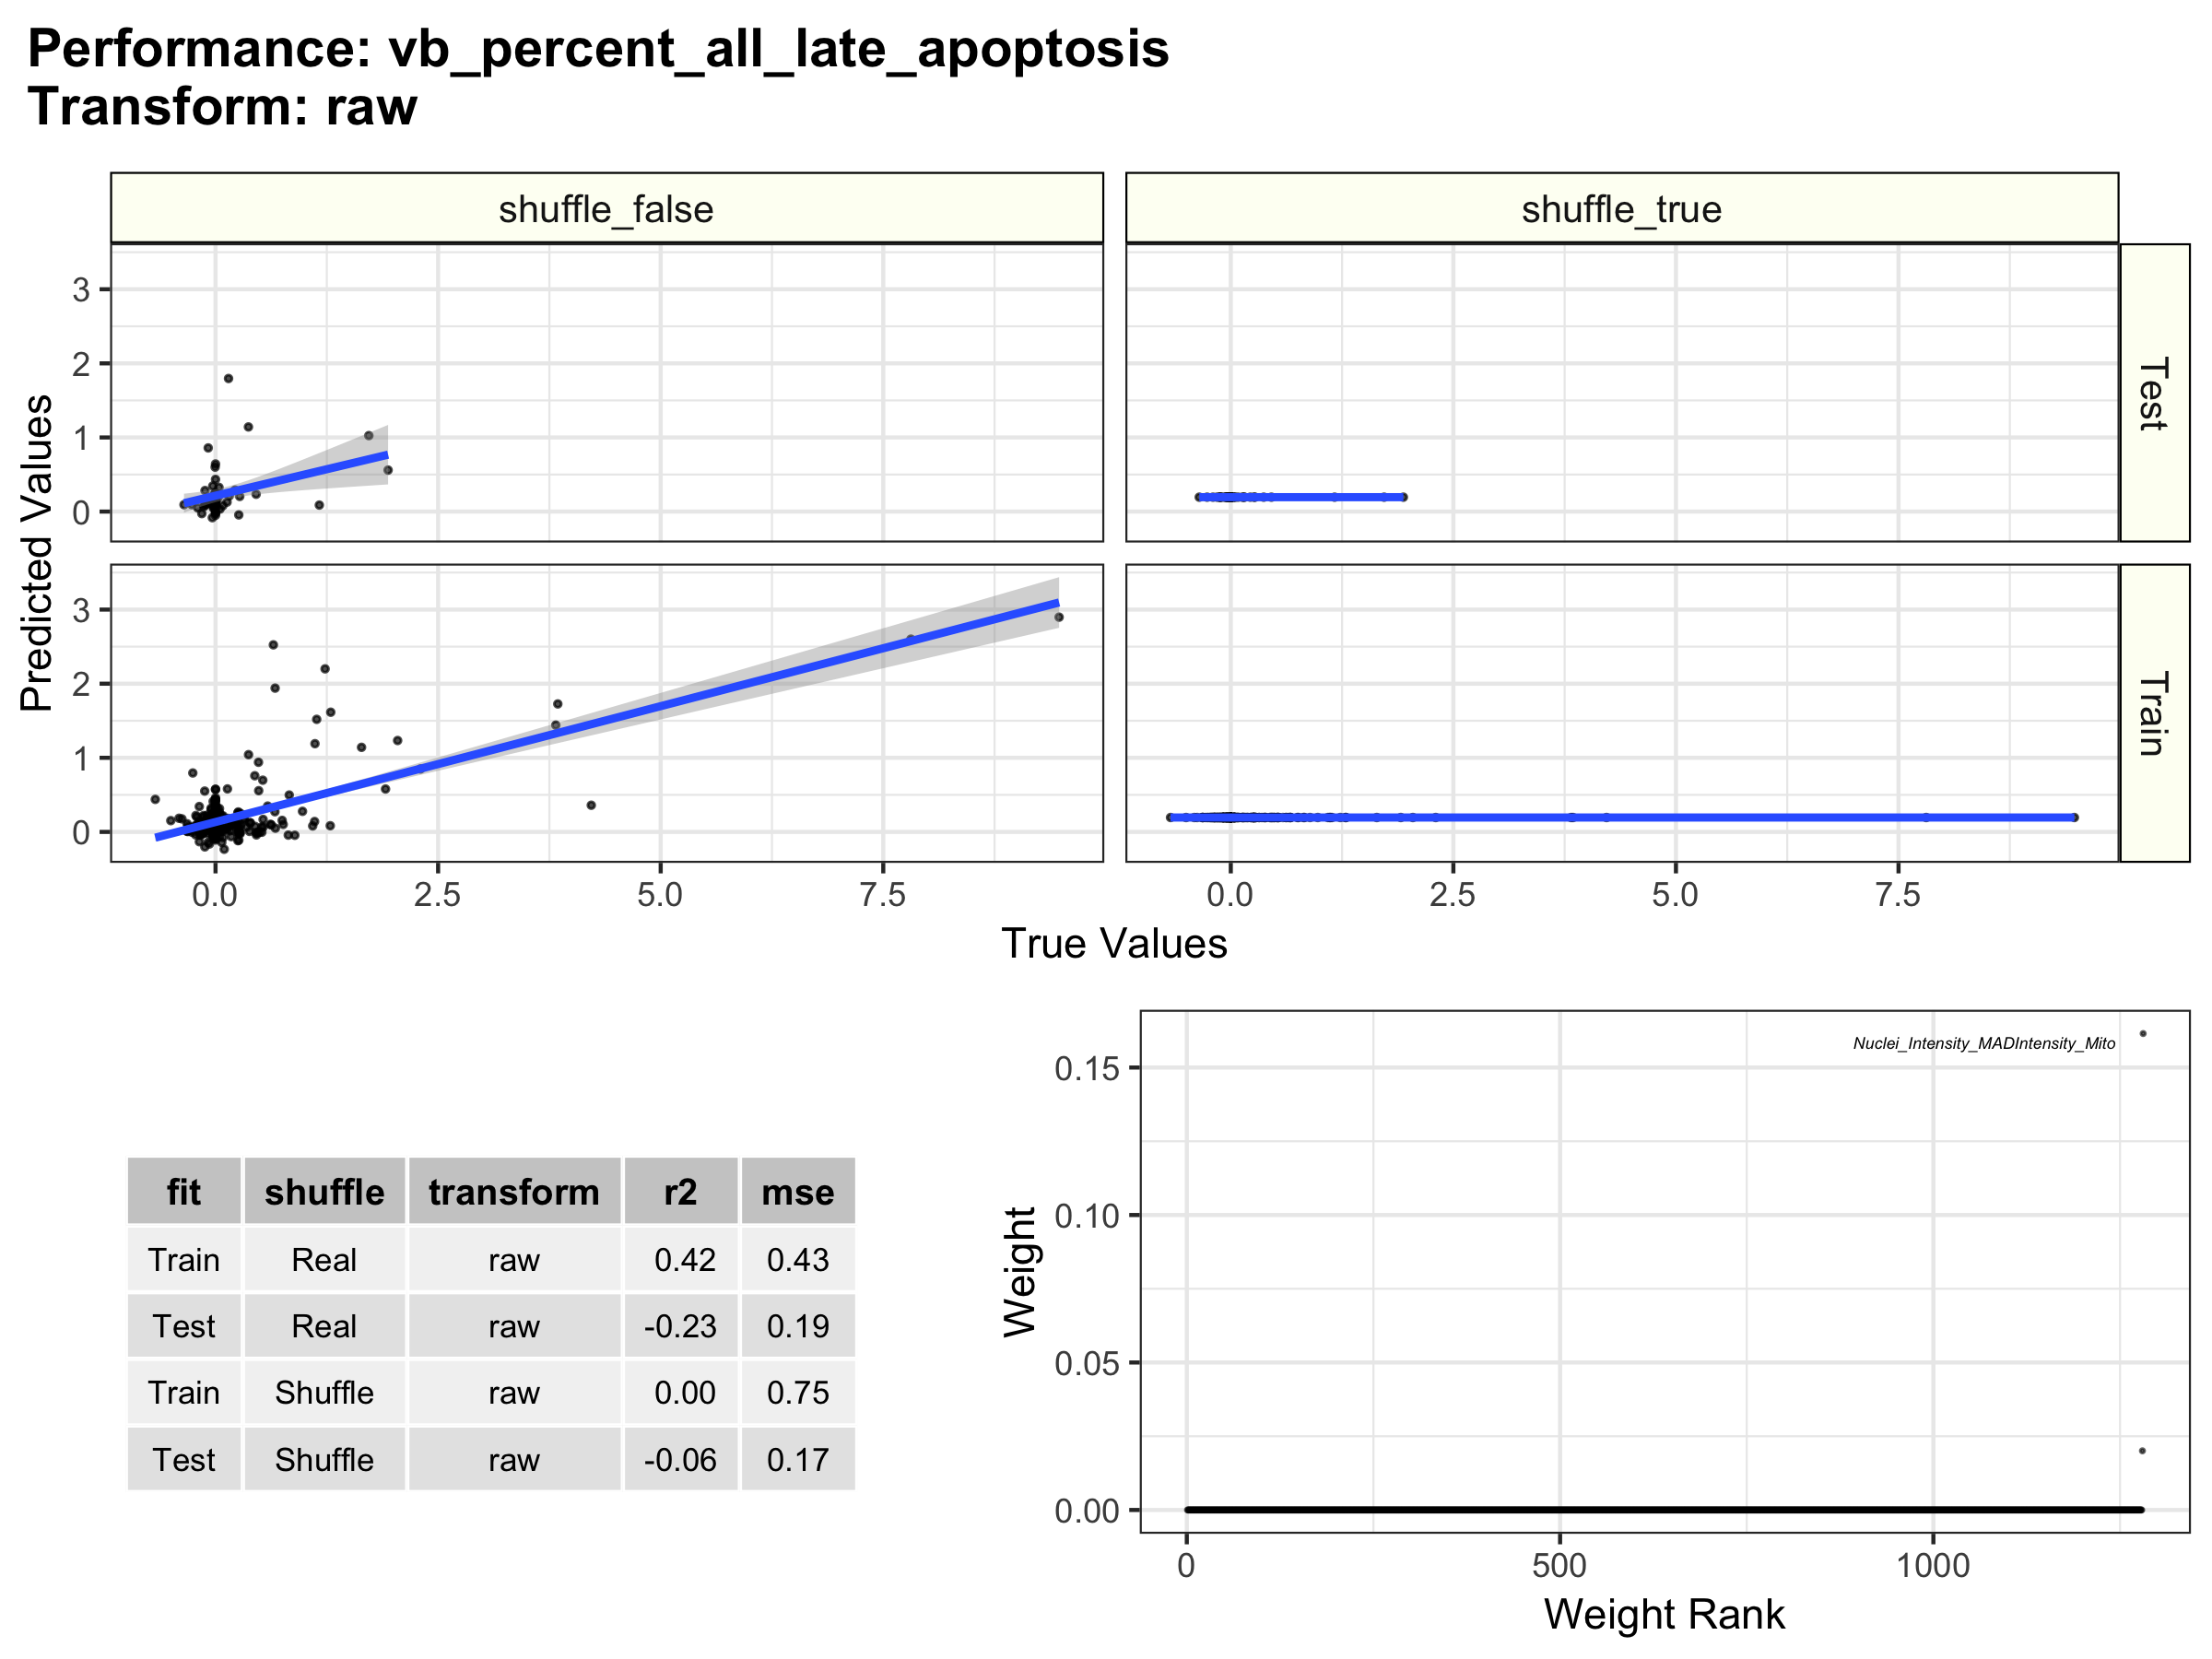 Performance: vb_percent_all_late_apoptosis
Transform: raw
shuffle_false
shuffle_true
Predicted Values
3
2
1
0
Test
3
2
1
0
Train
0.0 2.5 5.0 7.5
0.0 2.5 5.0 7.5
True Values
fit shuffle transform r2 mse
Train Real raw 0.42 0.43
Test Real raw -0.23 0.19
Train Shuffle raw 0.00 0.75
Test Shuffle raw -0.06 0.17
Nuclei_Intensity_MADIntensity_Mito
Weight
0.15
0.10
0.05
0.00
0 500 1000
Weight Rank